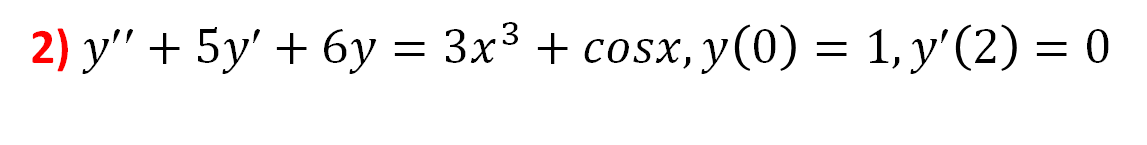 2) y'' + 5y' + 6y = 3x³ + cosx, y(0) = 1, y'(2) = 0